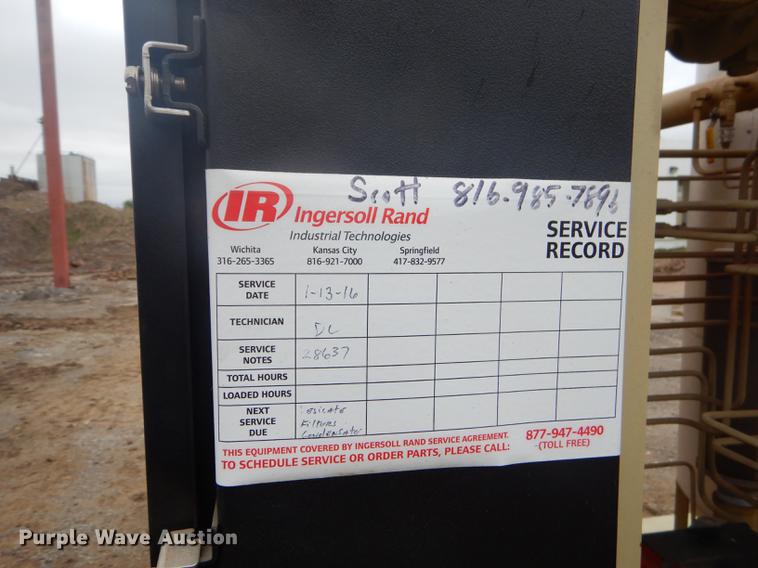 Scott 816-985-7896
IR Ingersoll Rand
Industrial Technologies
SERVICE RECORD
Wichita Kansas City Springfield
316-265-3365 816-921-7000 417-832-9577
SERVICE DATE 1-13-16
TECHNICIAN DL
SERVICE NOTES 28637
TOTAL HOURS
LOADED HOURS
NEXT SERVICE DUE Desicate Filters Condensator
THIS EQUIPMENT COVERED BY INGERSOLL RAND SERVICE AGREEMENT. 877-947-4490
TO SCHEDULE SERVICE OR ORDER PARTS, PLEASE CALL: (TOLL FREE)
Purple Wave Auction